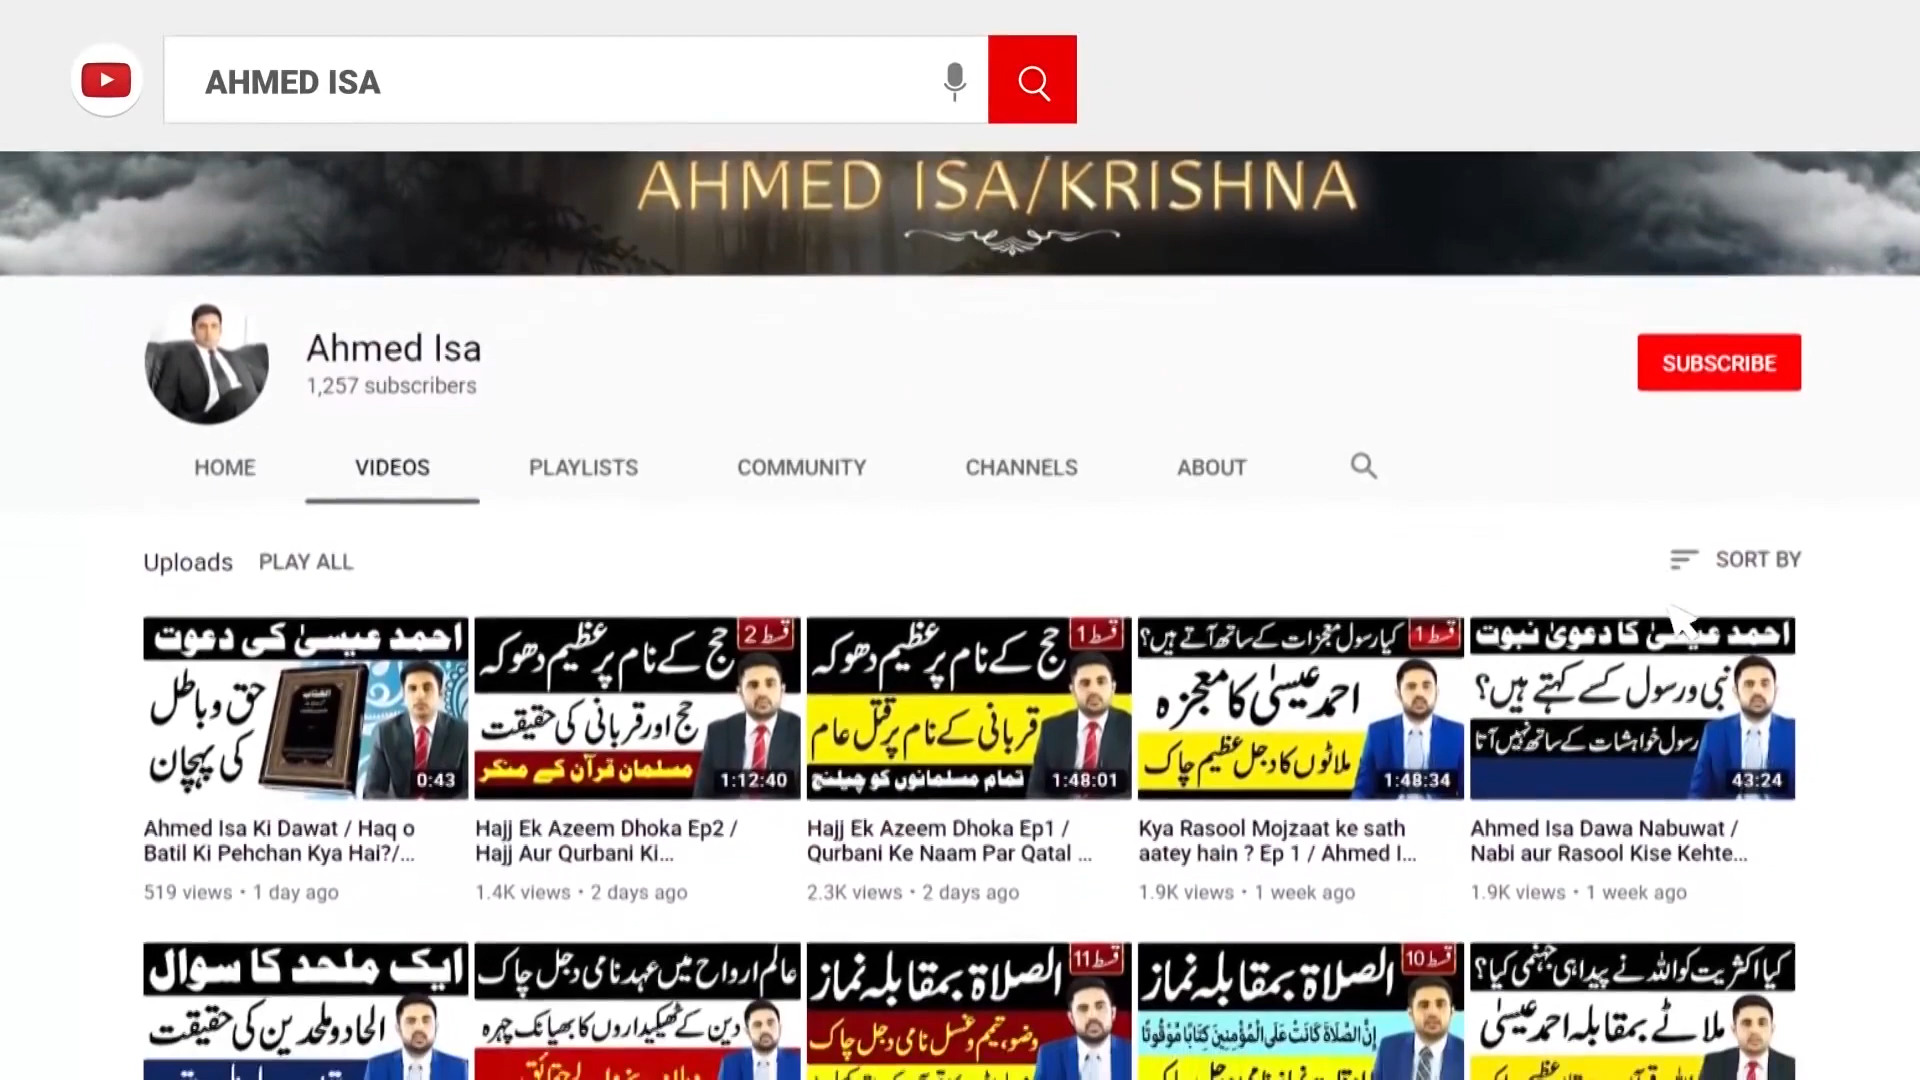 AHMED ISA
AHMED ISA/KRISHNA
Ahmed Isa
1,257 subscribers
SUBSCRIBE
HOME VIDEOS PLAYLISTS COMMUNITY CHANNELS ABOUT
Uploads PLAY ALL
SORT BY
احمد عیسیٰ کی دعوت
حق و باطل
کی پہچان
0:43
حج کے نام پر عظیم دھوکہ
قسط 2
حج اور قربانی کی حقیقت
مسلمان قرآن کے منکر
1:12:40
حج کے نام پر عظیم دھوکہ
قسط 1
قربانی کے نام پر قتل عام
تمام مسلمانوں کو چیلنج
1:48:01
کیا رسول معجزات کے ساتھ آتے ہیں؟
قسط 1
احمد عیسیٰ کا معجزہ
ملاٹوں کا دجل عظیم چاک
1:48:34
احمد عیسیٰ کا دعویٰ نبوت
نبی و رسول کسے کہتے ہیں؟
رسول خواہشات کے ساتھ نہیں آتا
43:24
Ahmed Isa Ki Dawat / Haq o
Batil Ki Pehchan Kya Hai?/...
519 views • 1 day ago
Hajj Ek Azeem Dhoka Ep2 /
Hajj Aur Qurbani Ki...
1.4K views • 2 days ago
Hajj Ek Azeem Dhoka Ep1 /
Qurbani Ke Naam Par Qatal ...
2.3K views • 2 days ago
Kya Rasool Mojzaat ke sath
aatey hain ? Ep 1 / Ahmed I...
1.9K views • 1 week ago
Ahmed Isa Dawa Nabuwat /
Nabi aur Rasool Kise Kehte...
1.9K views • 1 week ago
ایک ملحد کا سوال
الحاد و ملحدین کی حقیقت
عالم ارواح میں عہد نامی دجل چاک
دین کے ٹھیکیداروں کا بھیانک چہرہ
الصلاۃ بمقابلہ نماز
قسط 11
وضو، تیمم و غسل نامی دجل چاک
الصلاۃ بمقابلہ نماز
قسط 10
إِنَّ الصَّلَاةَ كَانَتْ عَلَى الْمُؤْمِنِينَ كِتَابًا مَّوْقُوتًا
کیا اکثریت کو اللہ نے پیدا ہی جہنمی کیا؟
ملاٹے بمقابلہ احمد عیسیٰ